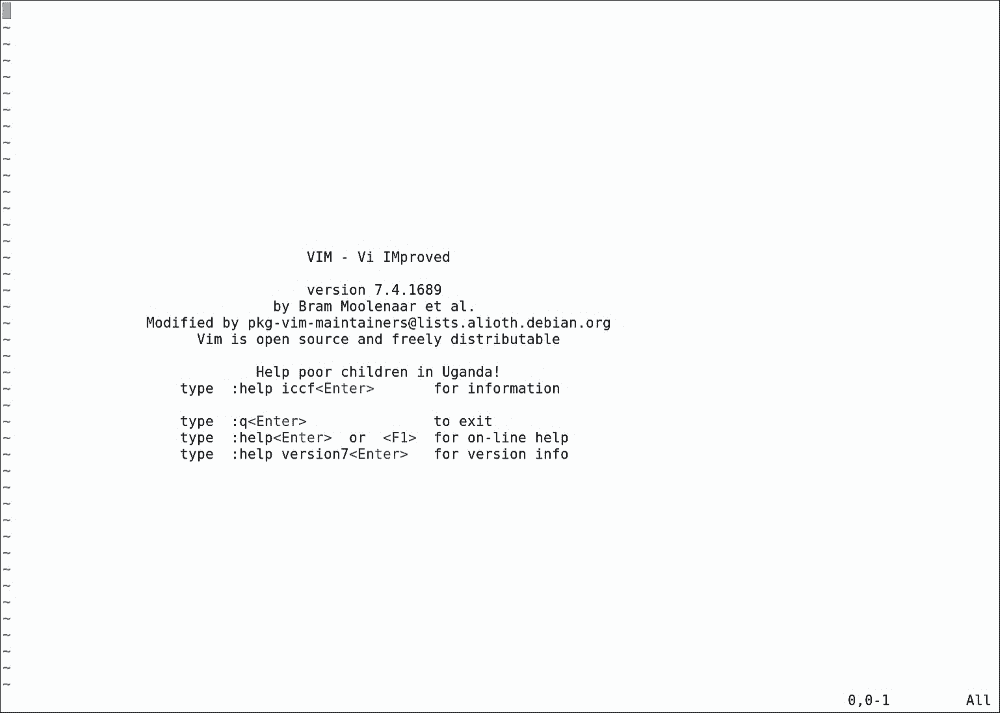 ~
~
~
~
~
~
~
~
~
~
~
~
~
~
~ VIM - Vi IMproved
~
~ version 7.4.1689
~ by Bram Moolenaar et al.
~ Modified by pkg-vim-maintainers@lists.alioth.debian.org
~ Vim is open source and freely distributable
~
~ Help poor children in Uganda!
~ type :help iccf<Enter> for information
~
~ type :q<Enter> to exit
~ type :help<Enter> or <F1> for on-line help
~ type :help version7<Enter> for version info
~
~
~
~
~
~
~
~
~
~
~
~
~
~
0,0-1 All